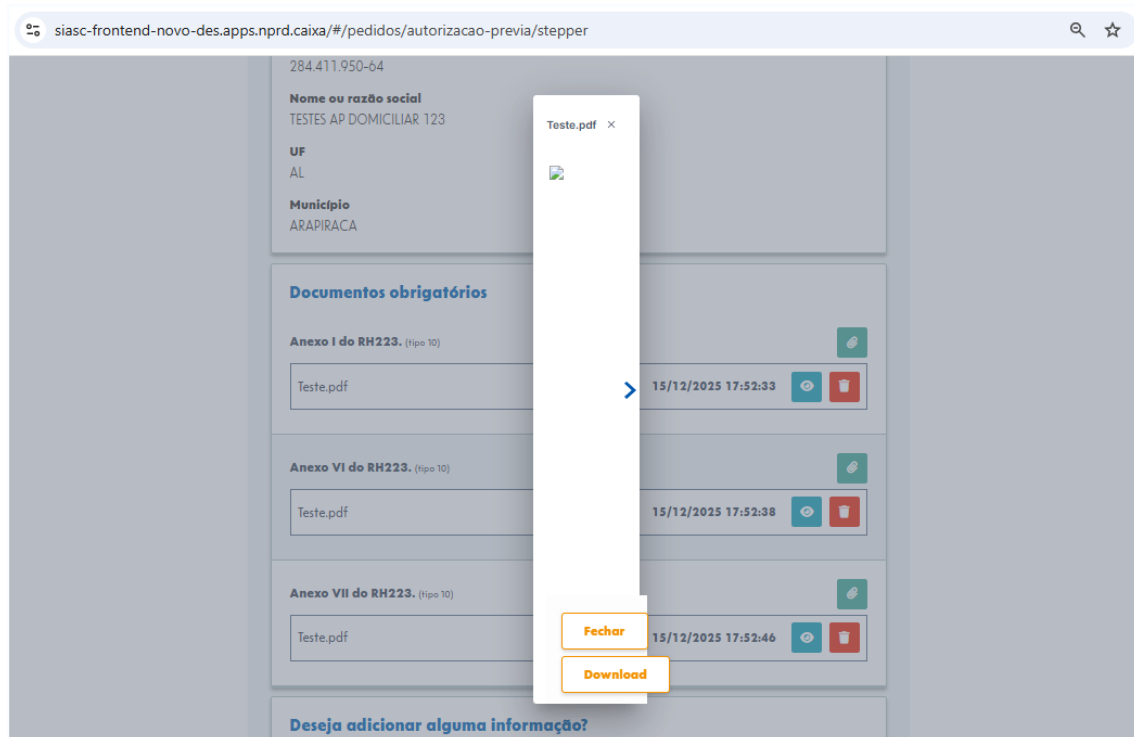 siasc-frontend-novo-des.apps.nprd.caixa/#/pedidos/autorizacao-previa/stepper
284.411.950-64
Nome ou razão social
TESTES AP DOMICILIAR 123
UF
AL
Município
ARAPIRACA
Teste.pdf ×
Documentos obrigatórios
Anexo I do RH223. (tipo 10)
Teste.pdf 15/12/2025 17:52:33
Anexo VI do RH223. (tipo 10)
Teste.pdf 15/12/2025 17:52:38
Anexo VII do RH223. (tipo 10)
Teste.pdf 15/12/2025 17:52:46
Fechar
Download
Deseja adicionar alguma informação?